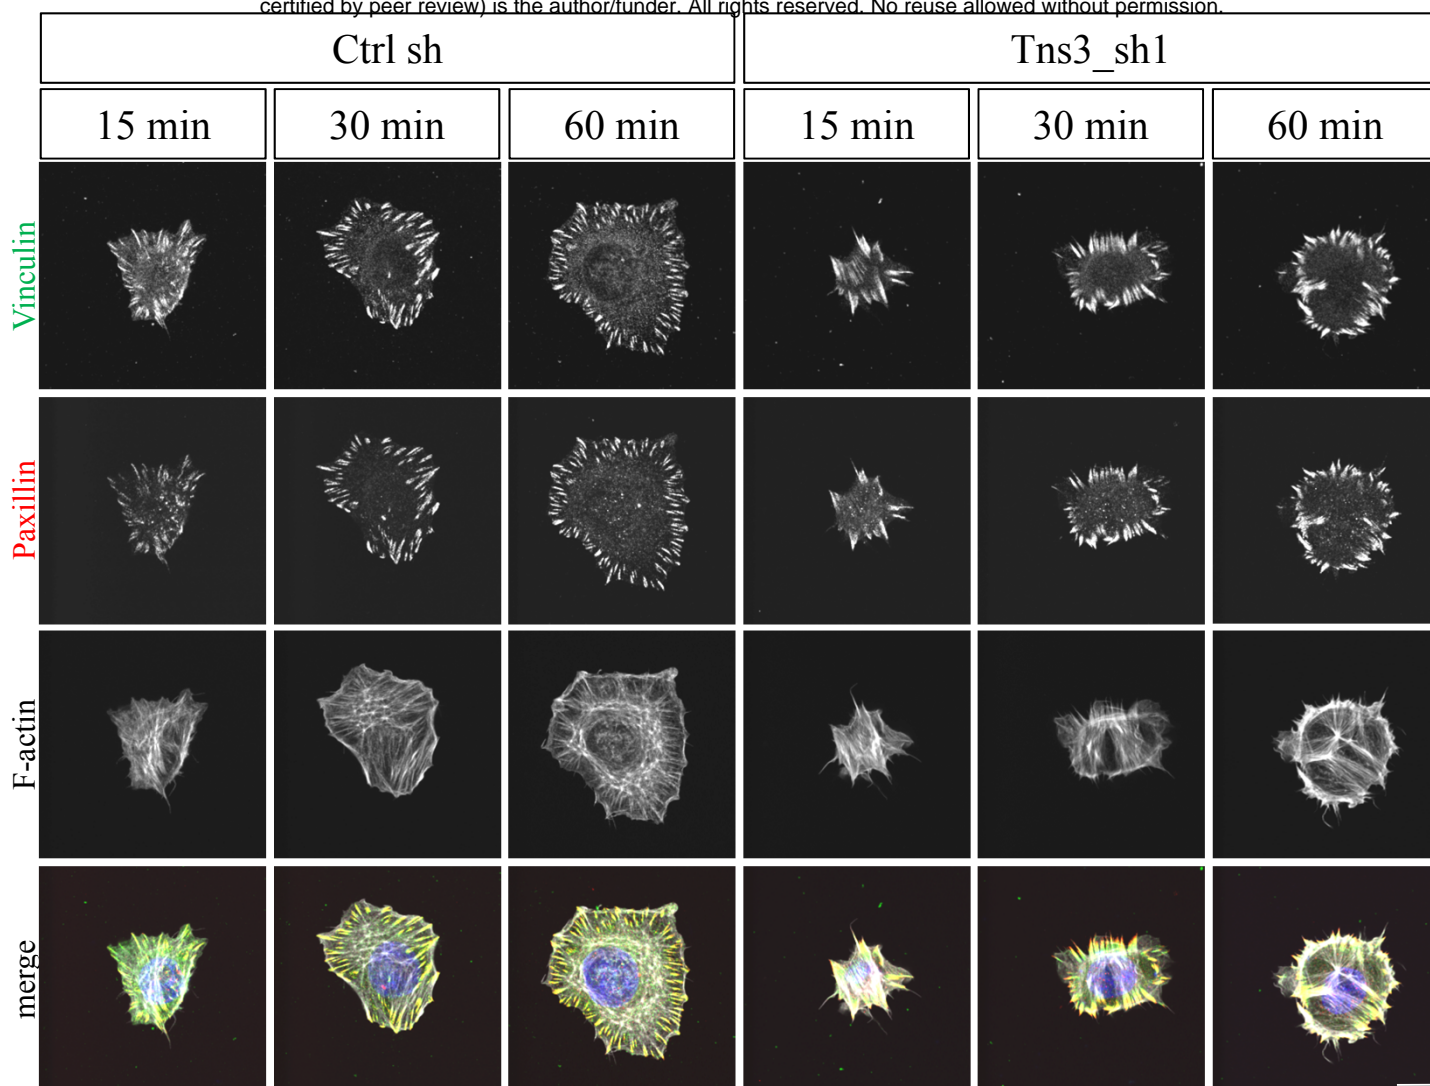 certified by peer review) is the author/funder. All rights reserved. No reuse allowed without permission.
Ctrl sh
Tns3_sh1
15 min
30 min
60 min
15 min
30 min
60 min
Vinculin
Paxillin
F-actin
merge